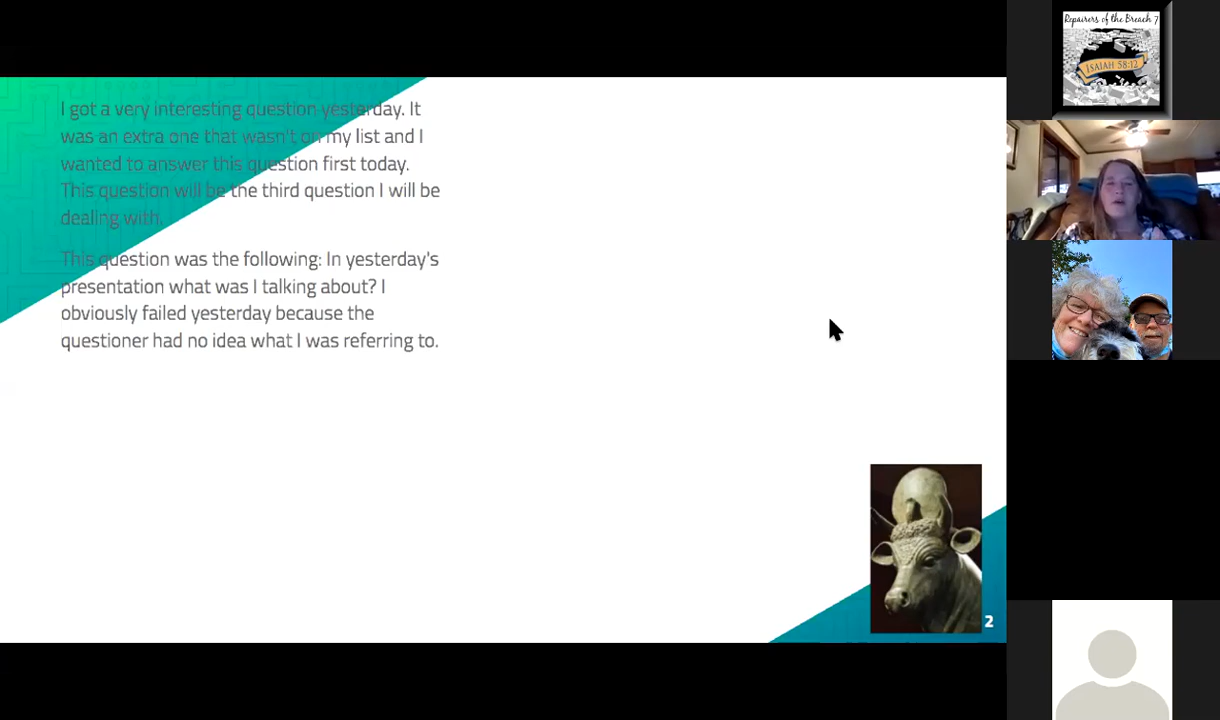 I got a very interesting question yesterday. It
was an extra one that wasn't on my list and I
wanted to answer this question first today.
This question will be the third question I will be
dealing with.
This question was the following: In yesterday's
presentation what was I talking about? I
obviously failed yesterday because the
questioner had no idea what I was referring to.
2
Repairers of the Breach 7
ISAIAH 58:12